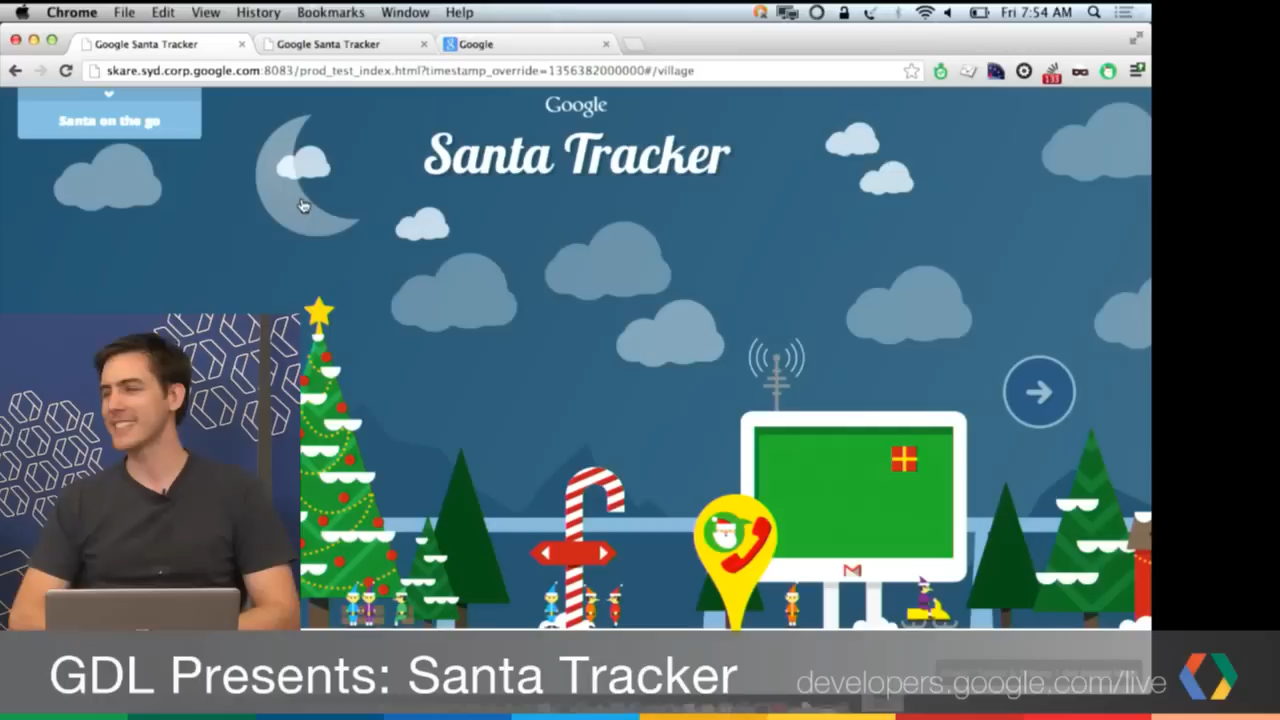 Chrome File Edit View History Bookmarks Window Help Fri 7:54 AM
Google Santa Tracker Google Santa Tracker Google
skare.syd.corp.google.com:8083/prod_test_index.html?timestamp_override=1356382000000#/village
133
Santa on the go
Google
Santa Tracker
GDL Presents: Santa Tracker
developers.google.com/live